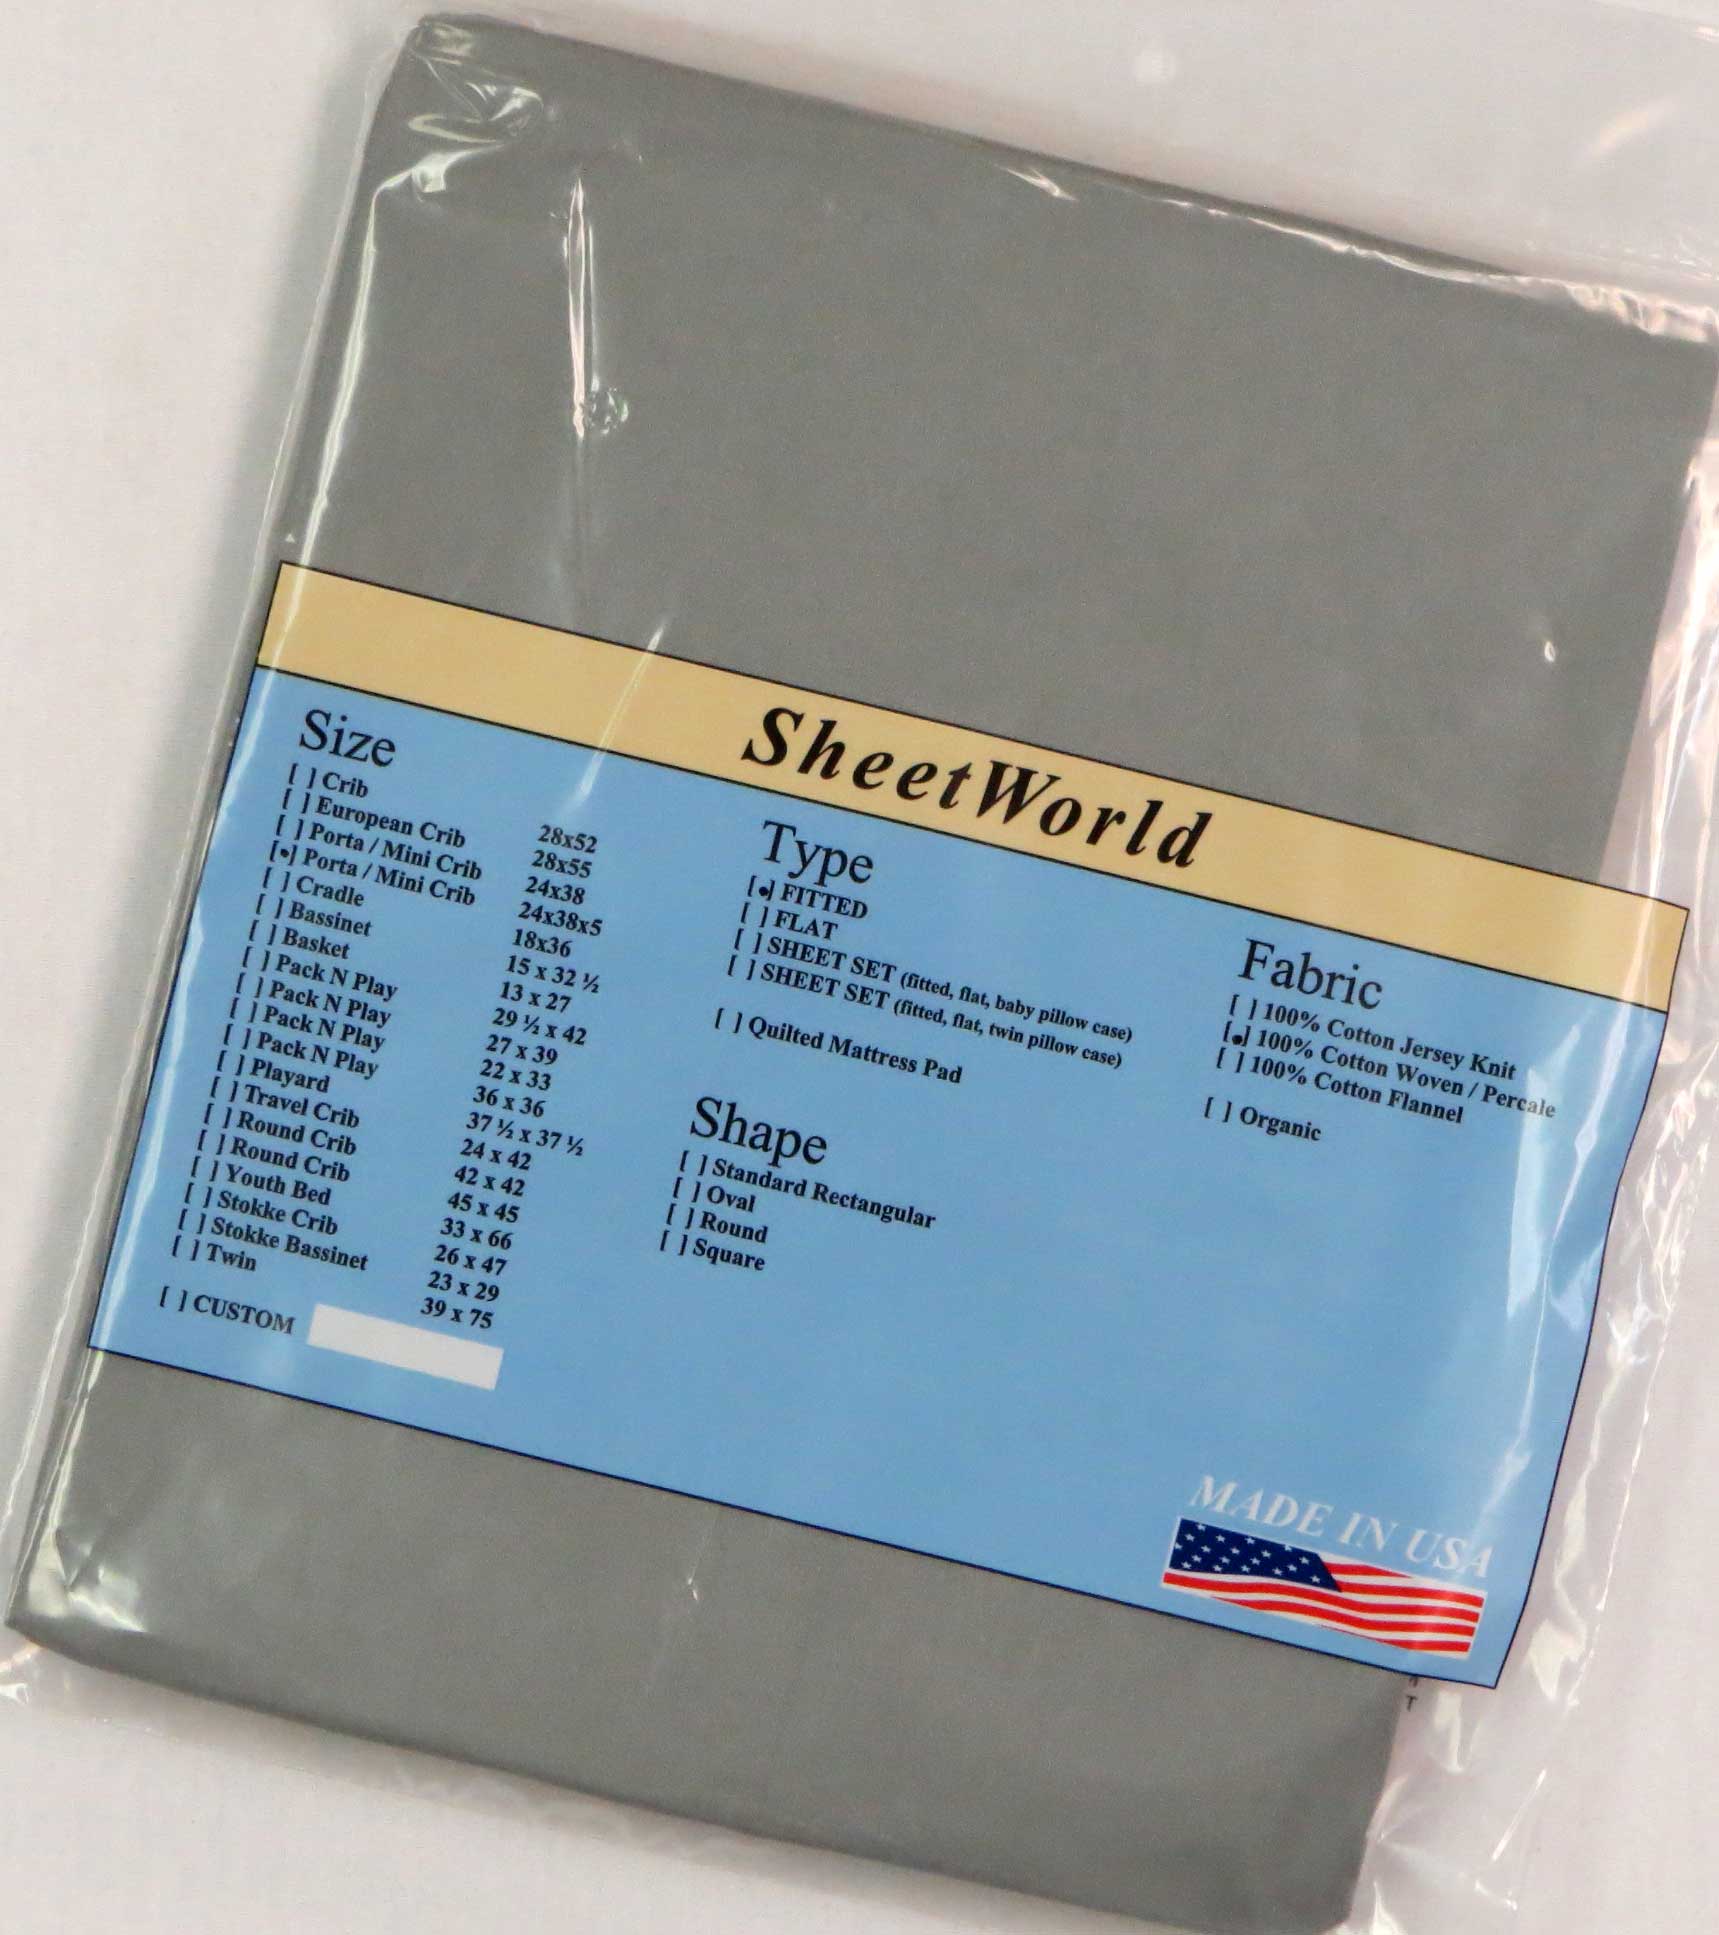 SheetWorld
Size
[ ] Crib 28x52
[ ] European Crib 28x55
[ ] Porta / Mini Crib 24x38
[•] Porta / Mini Crib 24x38x5
[ ] Cradle 18x36
[ ] Bassinet 15 x 32 ½
[ ] Basket 13 x 27
[ ] Pack N Play 29 ½ x 42
[ ] Pack N Play 27 x 39
[ ] Pack N Play 22 x 33
[ ] Pack N Play 36 x 36
[ ] Playard 37 ½ x 37 ½
[ ] Travel Crib 24 x 42
[ ] Round Crib 42 x 42
[ ] Round Crib 45 x 45
[ ] Youth Bed 33 x 66
[ ] Stokke Crib 26 x 47
[ ] Stokke Bassinet 23 x 29
[ ] Twin 39 x 75
[ ] CUSTOM
Type
[•] FITTED
[ ] FLAT
[ ] SHEET SET (fitted, flat, baby pillow case)
[ ] SHEET SET (fitted, flat, twin pillow case)
[ ] Quilted Mattress Pad
Shape
[ ] Standard Rectangular
[ ] Oval
[ ] Round
[ ] Square
Fabric
[ ] 100% Cotton Jersey Knit
[•] 100% Cotton Woven / Percale
[ ] 100% Cotton Flannel
[ ] Organic
MADE IN USA